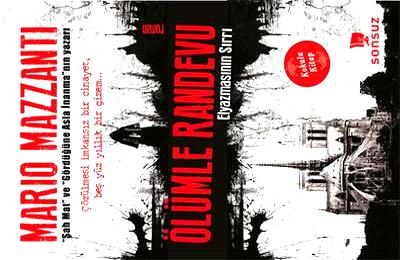 MARIO MAZZANTI
"Şah Mat" ve "Gördüğüne Asla İnanma"nın yazarı
Çözülmesi imkansız bir cinayet,
beş yüz yıllık bir gizem...
roman
ÖLÜMLE RANDEVU
Elyazmasının Sırrı
Kokulu
Kitap
sonsuz